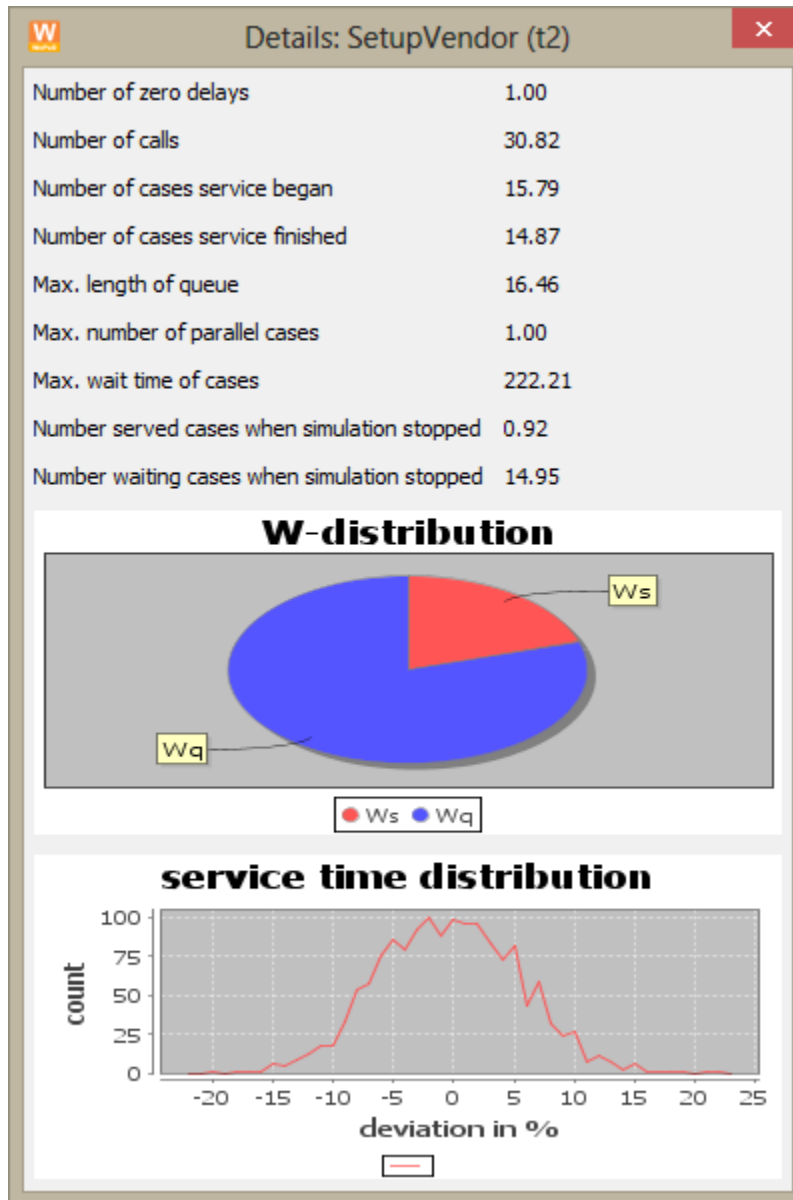 W
Details: SetupVendor (t2)
×
Number of zero delays 1.00
Number of calls 30.82
Number of cases service began 15.79
Number of cases service finished 14.87
Max. length of queue 16.46
Max. number of parallel cases 1.00
Max. wait time of cases 222.21
Number served cases when simulation stopped 0.92
Number waiting cases when simulation stopped 14.95
W-distribution
Ws
Wq
Ws Wq
service time distribution
100
75
50
25
0
count
-20 -15 -10 -5 0 5 10 15 20 25
deviation in %